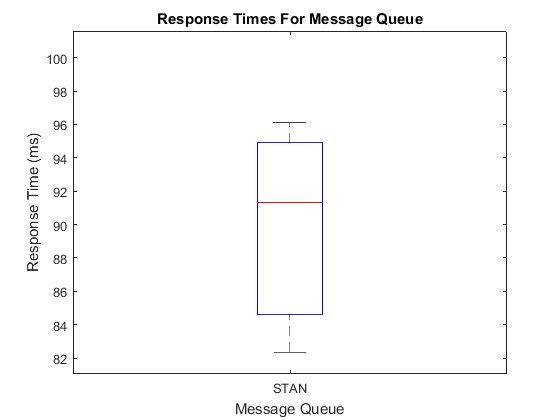 Response Times For Message Queue
Response Time (ms)
100
98
96
94
92
90
88
86
84
82
STAN
Message Queue